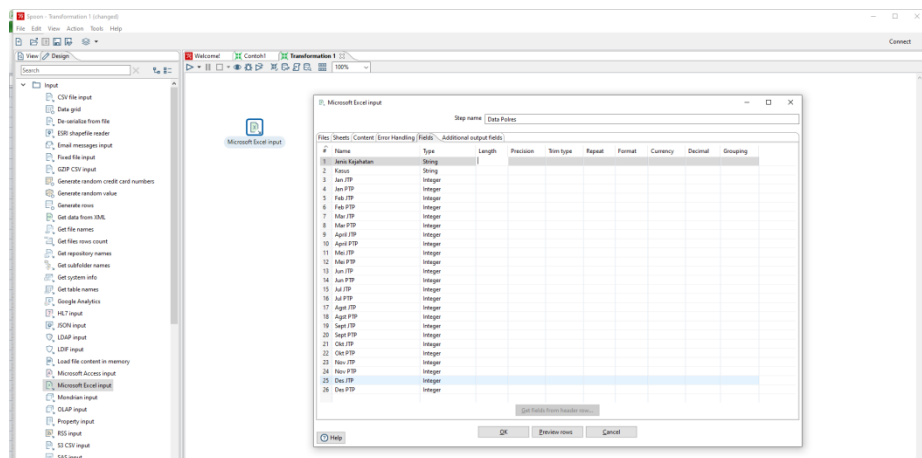 Spoon - Transformation 1 (changed)
File Edit View Action Tools Help
Connect
View Design
Welcome! Contoh1 Transformation 1
Search
100%
Input
CSV file input
Data grid
De-serialize from file
ESRI shapefile reader
Email messages input
Fixed file input
GZIP CSV input
Generate random credit card numbers
Generate random value
Generate rows
Get data from XML
Get file names
Get files rows count
Get repository names
Get subfolder names
Get system info
Get table names
Google Analytics
HL7 input
JSON input
LDAP input
LDIF input
Load file content in memory
Microsoft Access input
Microsoft Excel input
Mondrian input
OLAP input
Property input
RSS input
S3 CSV input
SAS input
Microsoft Excel input
Microsoft Excel input
Step name Data Polres
Files Sheets Content Error Handling Fields Additional output fields
# Name Type Length Precision Trim type Repeat Format Currency Decimal Grouping
1 Jenis Kejahatan String
2 Kasus String
3 Jan JTP Integer
4 Jan PTP Integer
5 Feb JTP Integer
6 Feb PTP Integer
7 Mar JTP Integer
8 Mar PTP Integer
9 April JTP Integer
10 April PTP Integer
11 Mei JTP Integer
12 Mei PTP Integer
13 Jun JTP Integer
14 Jun PTP Integer
15 Jul JTP Integer
16 Jul PTP Integer
17 Agst JTP Integer
18 Agst PTP Integer
19 Sept JTP Integer
20 Sept PTP Integer
21 Okt JTP Integer
22 Okt PTP Integer
23 Nov JTP Integer
24 Nov PTP Integer
25 Des JTP Integer
26 Des PTP Integer
Get fields from header row...
OK Preview rows Cancel
Help